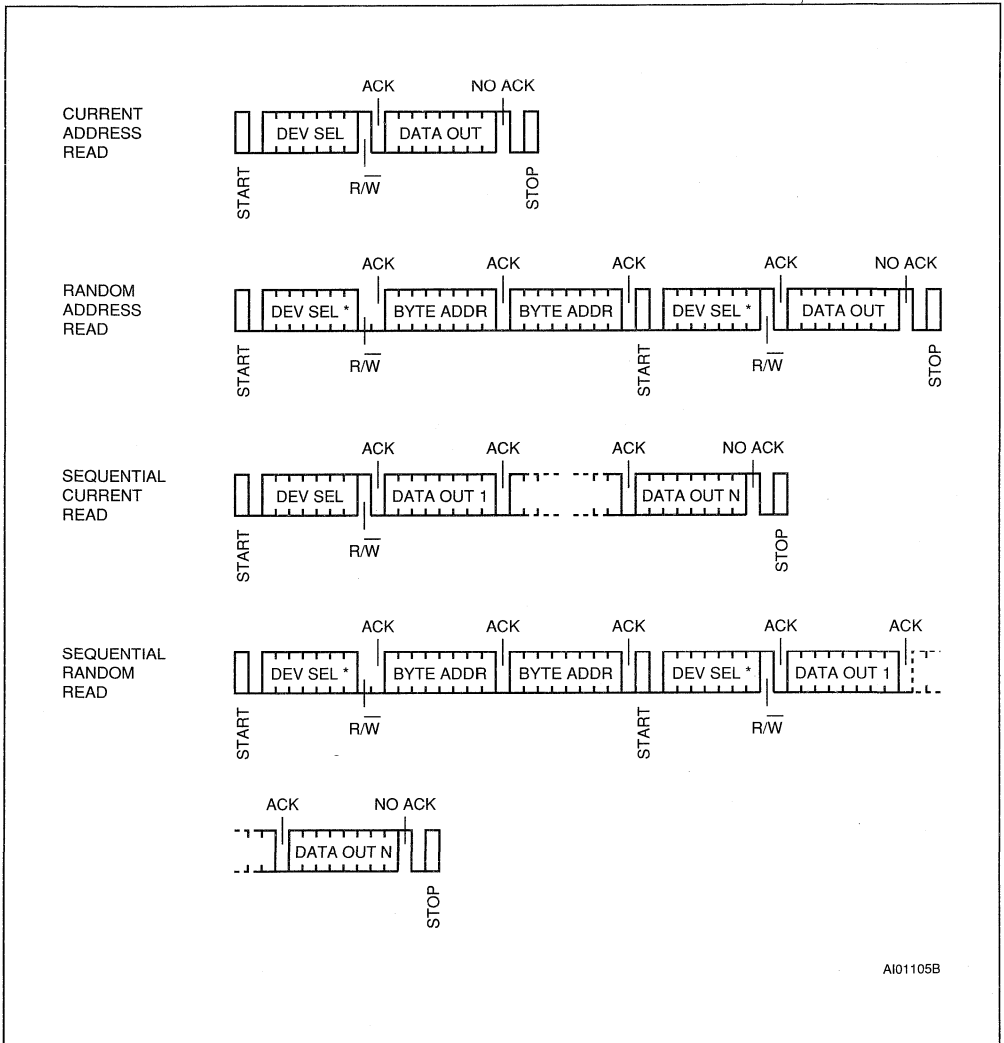 ACK NO ACK
CURRENT
ADDRESS
READ
DEV SEL DATA OUT
START R/W̅ STOP
ACK ACK ACK ACK NO ACK
RANDOM
ADDRESS
READ
DEV SEL * BYTE ADDR BYTE ADDR DEV SEL * DATA OUT
START R/W̅ START R/W̅ STOP
ACK ACK ACK NO ACK
SEQUENTIAL
CURRENT
READ
DEV SEL DATA OUT 1 DATA OUT N
START R/W̅ STOP
ACK ACK ACK ACK ACK
SEQUENTIAL
RANDOM
READ
DEV SEL * BYTE ADDR BYTE ADDR DEV SEL * DATA OUT 1
START R/W̅ START R/W̅
ACK NO ACK
DATA OUT N
STOP
AI01105B